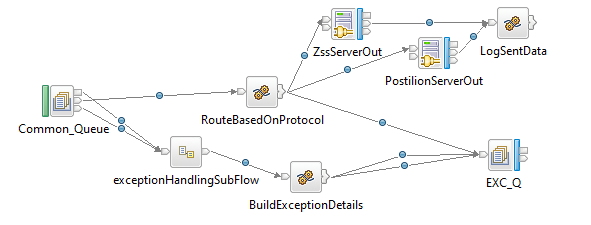 ZssServerOut
LogSentData
PostilionServerOut
Common_Queue
RouteBasedOnProtocol
exceptionHandlingSubFlow
EXC_Q
BuildExceptionDetails